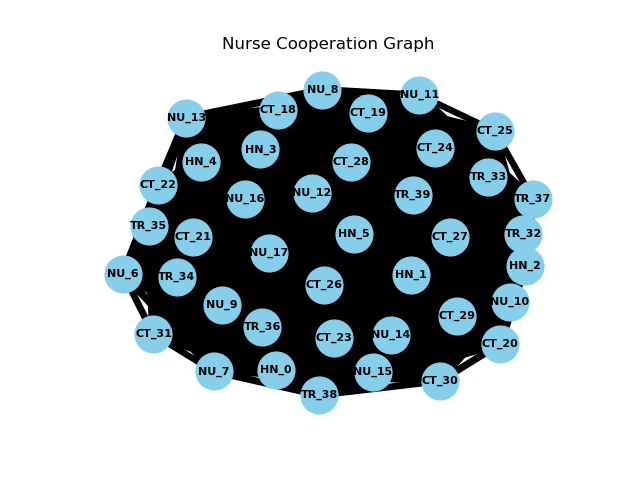 Nurse Cooperation Graph
NU_8
NU_11
CT_18
CT_19
NU_13
CT_25
HN_3
CT_24
HN_4
CT_28
TR_33
CT_22
NU_12
TR_39
NU_16
TR_37
TR_35
CT_21
HN_5
CT_27
TR_32
NU_17
HN_2
NU_6
TR_34
HN_1
CT_26
NU_9
NU_10
CT_29
TR_36
CT_31
CT_23
NU_14
CT_20
NU_7
HN_0
NU_15
CT_30
TR_38